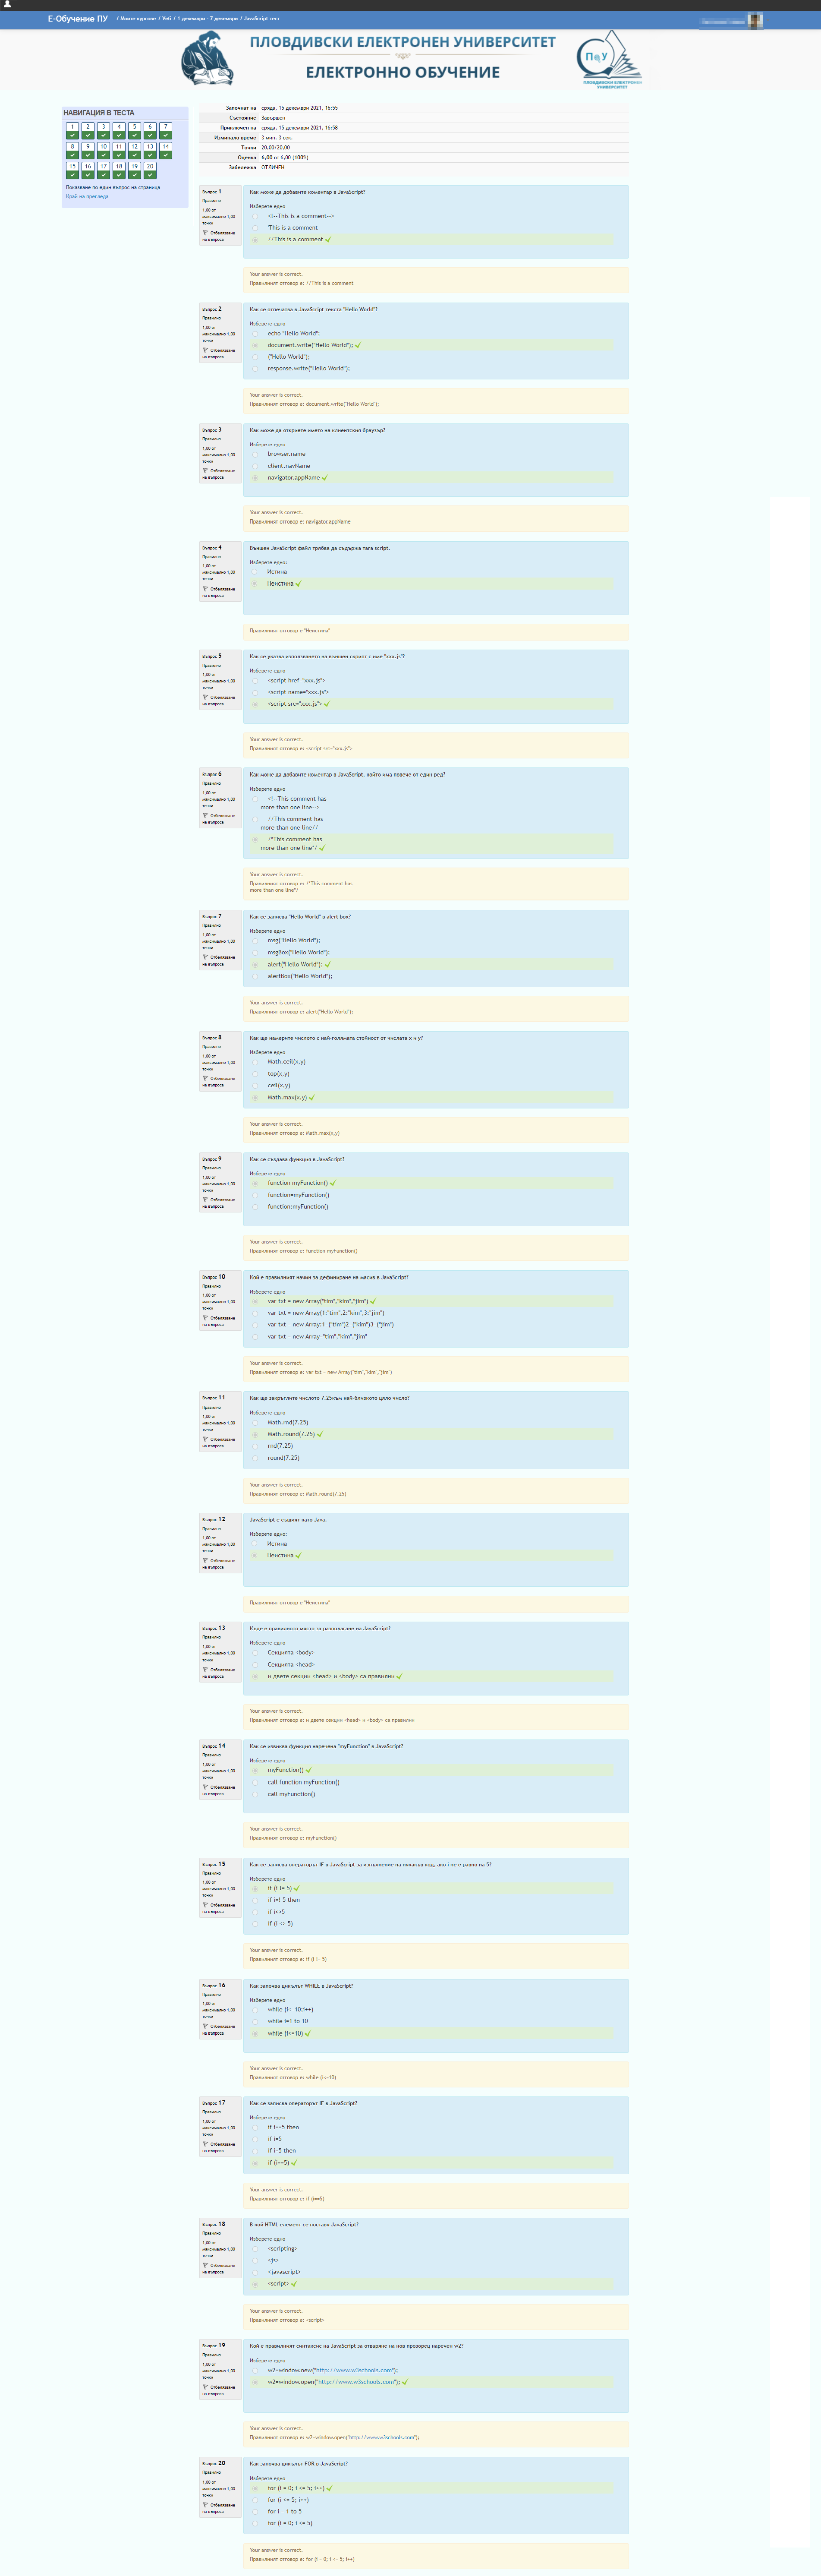 Е-Обучение ПУ / Моите курсове / Уеб / 1 декември - 7 декември / JavaScript тест
ПЛОВДИВСКИ ЕЛЕКТРОНЕН УНИВЕРСИТЕТ
ЕЛЕКТРОННО ОБУЧЕНИЕ
ПЛОВДИВСКИ ЕЛЕКТРОНЕН
УНИВЕРСИТЕТ
НАВИГАЦИЯ В ТЕСТА
1 2 3 4 5 6 7
8 9 10 11 12 13 14
15 16 17 18 19 20
Показване по един въпрос на страница
Край на прегледа
Започнат на сряда, 15 декември 2021, 16:55
Състояние Завършен
Приключен на сряда, 15 декември 2021, 16:58
Изминало време 3 мин. 3 сек.
Точки 20,00/20,00
Оценка 6,00 от 6,00 (100%)
Забележка ОТЛИЧЕН
Въпрос 1
Правилно
1,00 от
максимално 1,00
точки
Отбелязване
на въпроса
Как може да добавите коментар в JavaScript?
Изберете едно
<!--This is a comment-->
'This is a comment
//This is a comment
Your answer is correct.
Правилният отговор е: //This is a comment
Въпрос 2
Правилно
1,00 от
максимално 1,00
точки
Отбелязване
на въпроса
Как се отпечатва в JavaScript текста "Hello World"?
Изберете едно
echo "Hello World";
document.write("Hello World");
("Hello World");
response.write("Hello World");
Your answer is correct.
Правилният отговор е: document.write("Hello World");
Въпрос 3
Правилно
1,00 от
максимално 1,00
точки
Отбелязване
на въпроса
Как може да откриете името на клиентския браузър?
Изберете едно
browser.name
client.navName
navigator.appName
Your answer is correct.
Правилният отговор е: navigator.appName
Въпрос 4
Правилно
1,00 от
максимално 1,00
точки
Отбелязване
на въпроса
Външен JavaScript файл трябва да съдържа тага script.
Изберете едно:
Истина
Неистина
Правилният отговор е "Неистина"
Въпрос 5
Правилно
1,00 от
максимално 1,00
точки
Отбелязване
на въпроса
Как се указва използването на външен скрипт с име "xxx.js"?
Изберете едно
<script href="xxx.js">
<script name="xxx.js">
<script src="xxx.js">
Your answer is correct.
Правилният отговор е: <script src="xxx.js">
Въпрос 6
Правилно
1,00 от
максимално 1,00
точки
Отбелязване
на въпроса
Как може да добавите коментар в JavaScript, който има повече от един ред?
Изберете едно
<!--This comment has
more than one line-->
//This comment has
more than one line//
/*This comment has
more than one line*/
Your answer is correct.
Правилният отговор е: /*This comment has
more than one line*/
Въпрос 7
Правилно
1,00 от
максимално 1,00
точки
Отбелязване
на въпроса
Как се записва "Hello World" в alert box?
Изберете едно
msg("Hello World");
msgBox("Hello World");
alert("Hello World");
alertBox("Hello World");
Your answer is correct.
Правилният отговор е: alert("Hello World");
Въпрос 8
Правилно
1,00 от
максимално 1,00
точки
Отбелязване
на въпроса
Как ще намерите числото с най-голямата стойност от числата x и y?
Изберете едно
Math.ceil(x,y)
top(x,y)
ceil(x,y)
Math.max(x,y)
Your answer is correct.
Правилният отговор е: Math.max(x,y)
Въпрос 9
Правилно
1,00 от
максимално 1,00
точки
Отбелязване
на въпроса
Как се създава функция в JavaScript?
Изберете едно
function myFunction()
function=myFunction()
function:myFunction()
Your answer is correct.
Правилният отговор е: function myFunction()
Въпрос 10
Правилно
1,00 от
максимално 1,00
точки
Отбелязване
на въпроса
Кой е правилният начин за дефиниране на масив в JavaScript?
Изберете едно
var txt = new Array("tim","kim","jim")
var txt = new Array(1:"tim",2:"kim",3:"jim")
var txt = new Array:1=("tim")2=("kim")3=("jim")
var txt = new Array="tim","kim","jim"
Your answer is correct.
Правилният отговор е: var txt = new Array("tim","kim","jim")
Въпрос 11
Правилно
1,00 от
максимално 1,00
точки
Отбелязване
на въпроса
Как ще закръглите числото 7.25към най-близкото цяло число?
Изберете едно
Math.rnd(7.25)
Math.round(7.25)
rnd(7.25)
round(7.25)
Your answer is correct.
Правилният отговор е: Math.round(7.25)
Въпрос 12
Правилно
1,00 от
максимално 1,00
точки
Отбелязване
на въпроса
JavaScript е същият като Java.
Изберете едно:
Истина
Неистина
Правилният отговор е "Неистина"
Въпрос 13
Правилно
1,00 от
максимално 1,00
точки
Отбелязване
на въпроса
Къде е правилното място за разполагане на JavaScript?
Изберете едно
Секцията <body>
Секцията <head>
и двете секции <head> и <body> са правилни
Your answer is correct.
Правилният отговор е: и двете секции <head> и <body> са правилни
Въпрос 14
Правилно
1,00 от
максимално 1,00
точки
Отбелязване
на въпроса
Как се извиква функция наречена "myFunction" в JavaScript?
Изберете едно
myFunction()
call function myFunction()
call myFunction()
Your answer is correct.
Правилният отговор е: myFunction()
Въпрос 15
Правилно
1,00 от
максимално 1,00
точки
Отбелязване
на въпроса
Как се записва операторът IF в JavaScript за изпълнение на някакъв код, ако i не е равно на 5?
Изберете едно
if (i != 5)
if i=! 5 then
if i<>5
if (i <> 5)
Your answer is correct.
Правилният отговор е: if (i != 5)
Въпрос 16
Правилно
1,00 от
максимално 1,00
точки
Отбелязване
на въпроса
Как започва цикълът WHILE в JavaScript?
Изберете едно
while (i<=10;i++)
while i=1 to 10
while (i<=10)
Your answer is correct.
Правилният отговор е: while (i<=10)
Въпрос 17
Правилно
1,00 от
максимално 1,00
точки
Отбелязване
на въпроса
Как се записва операторът IF в JavaScript?
Изберете едно
if i==5 then
if i=5
if i=5 then
if (i==5)
Your answer is correct.
Правилният отговор е: if (i==5)
Въпрос 18
Правилно
1,00 от
максимално 1,00
точки
Отбелязване
на въпроса
В кой HTML елемент се поставя JavaScript?
Изберете едно
<scripting>
<js>
<javascript>
<script>
Your answer is correct.
Правилният отговор е: <script>
Въпрос 19
Правилно
1,00 от
максимално 1,00
точки
Отбелязване
на въпроса
Кой е правилният синтаксис на JavaScript за отваряне на нов прозорец наречен w2?
Изберете едно
w2=window.new("http://www.w3schools.com");
w2=window.open("http://www.w3schools.com");
Your answer is correct.
Правилният отговор е: w2=window.open("http://www.w3schools.com");
Въпрос 20
Правилно
1,00 от
максимално 1,00
точки
Отбелязване
на въпроса
Как започва цикълът FOR в JavaScript?
Изберете едно
for (i = 0; i <= 5; i++)
for (i <= 5; i++)
for i = 1 to 5
for (i = 0; i <= 5)
Your answer is correct.
Правилният отговор е: for (i = 0; i <= 5; i++)